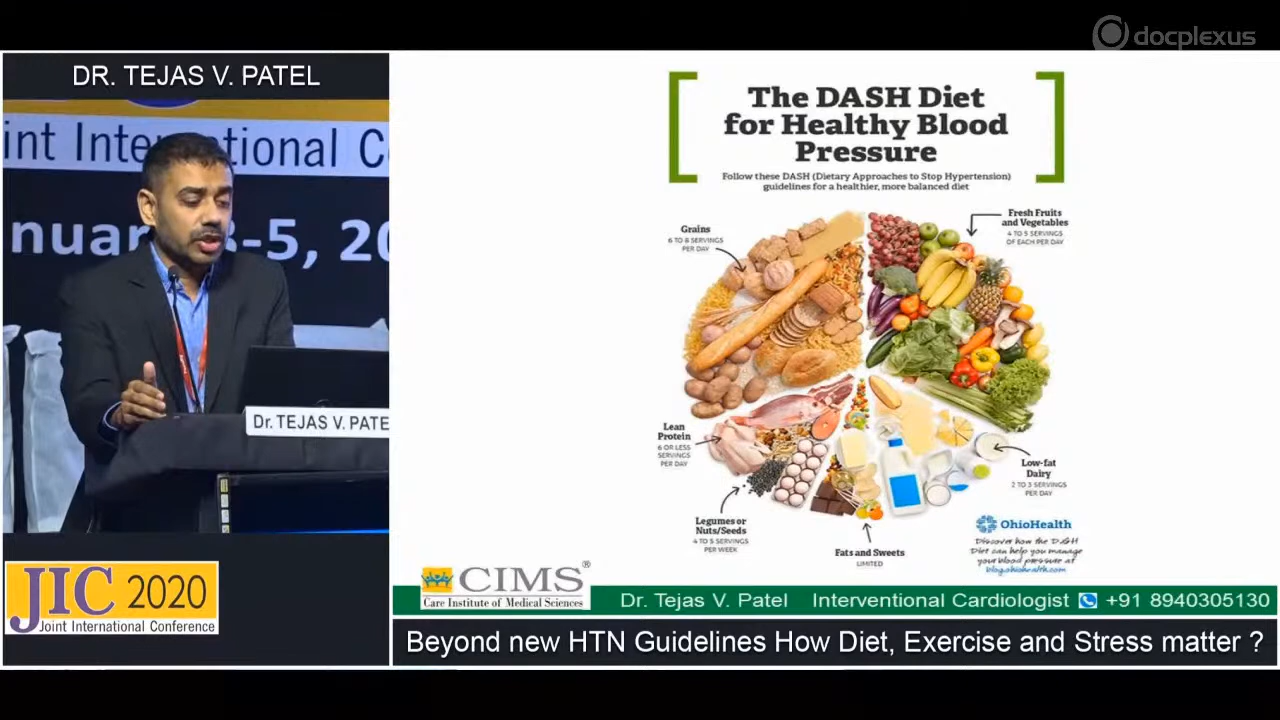 docplexus
DR. TEJAS V. PATEL
int International C
nuar 3-5, 20
Dr. TEJAS V. PATE
JIC 2020
Joint International Conference
The DASH Diet
for Healthy Blood
Pressure
Follow these DASH (Dietary Approaches to Stop Hypertension)
guidelines for a healthier, more balanced diet
Grains
6 TO 8 SERVINGS
PER DAY
Fresh Fruits
and Vegetables
4 TO 5 SERVINGS
OF EACH PER DAY
Lean
Protein
6 OR LESS
SERVINGS
PER DAY
Low-fat
Dairy
2 TO 3 SERVINGS
PER DAY
Legumes or
Nuts/Seeds
4 TO 5 SERVINGS
PER WEEK
Fats and Sweets
LIMITED
OhioHealth
Discover how the DASH
Diet can help you manage
your blood pressure at
blog.ohiohealth.com
CIMS®
Care Institute of Medical Sciences
Dr. Tejas V. Patel Interventional Cardiologist +91 8940305130
Beyond new HTN Guidelines How Diet, Exercise and Stress matter ?